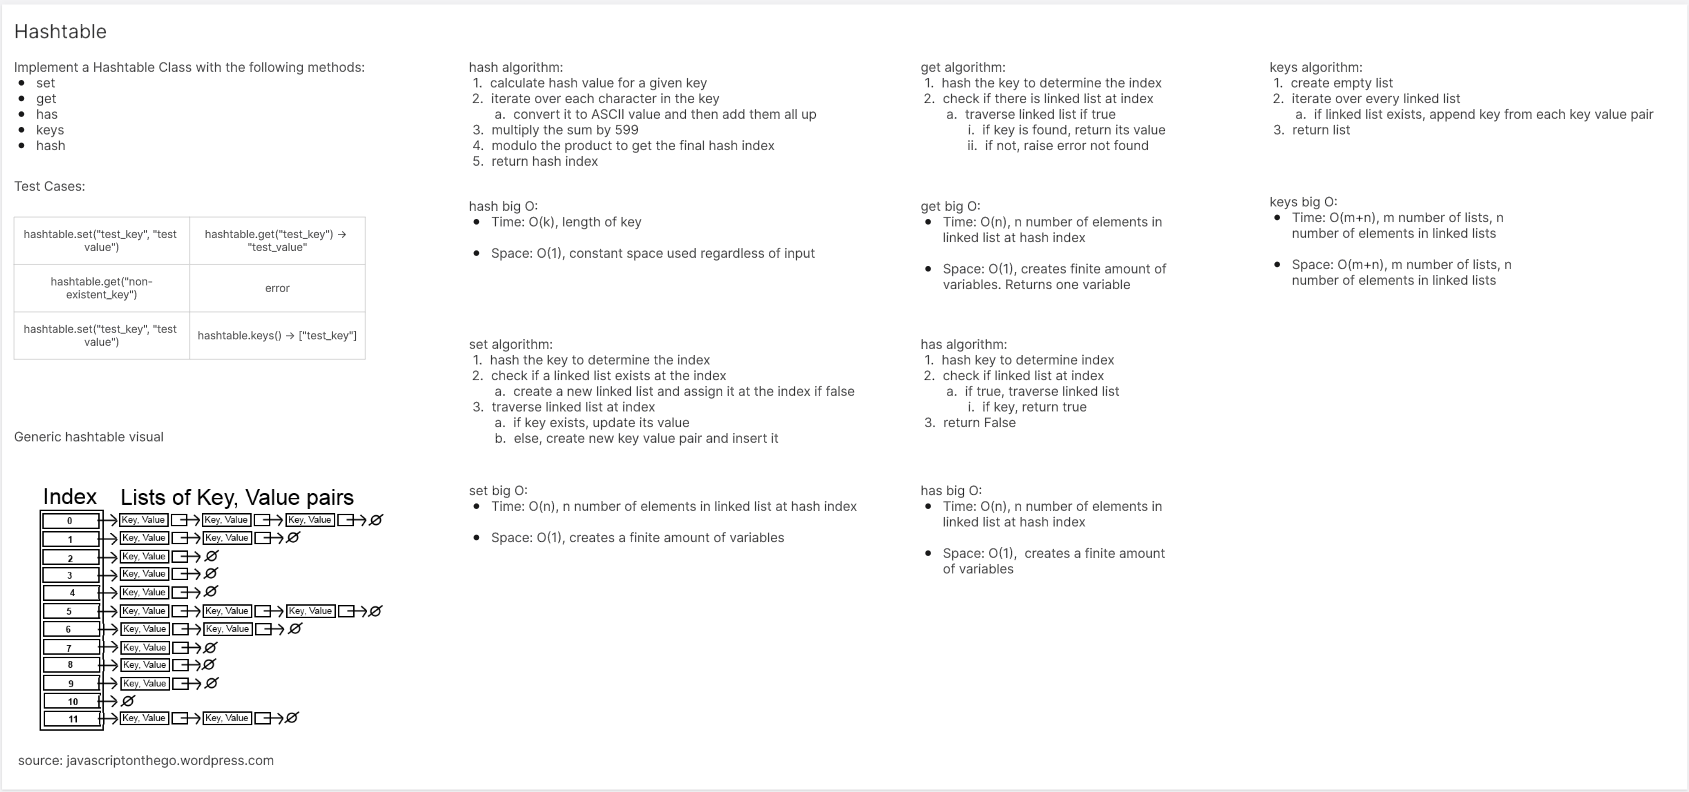 Hashtable
Implement a Hashtable Class with the following methods:
● set
● get
● has
● keys
● hash
Test Cases:
hashtable.set("test_key", "test
value")
hashtable.get("test_key") →
"test_value"
hashtable.get("non-
existent_key")
error
hashtable.set("test_key", "test
value")
hashtable.keys() → ["test_key"]
Generic hashtable visual
Index Lists of Key, Value pairs
0 Key, Value Key, Value Key, Value
1 Key, Value Key, Value
2 Key, Value
3 Key, Value
4 Key, Value
5 Key, Value Key, Value Key, Value
6 Key, Value Key, Value
7 Key, Value
8 Key, Value
9 Key, Value
10
11 Key, Value Key, Value
source: javascriptonthego.wordpress.com
hash algorithm:
1. calculate hash value for a given key
2. iterate over each character in the key
a. convert it to ASCII value and then add them all up
3. multiply the sum by 599
4. modulo the product to get the final hash index
5. return hash index
hash big O:
● Time: O(k), length of key
● Space: O(1), constant space used regardless of input
set algorithm:
1. hash the key to determine the index
2. check if a linked list exists at the index
a. create a new linked list and assign it at the index if false
3. traverse linked list at index
a. if key exists, update its value
b. else, create new key value pair and insert it
set big O:
● Time: O(n), n number of elements in linked list at hash index
● Space: O(1), creates a finite amount of variables
get algorithm:
1. hash the key to determine the index
2. check if there is linked list at index
a. traverse linked list if true
i. if key is found, return its value
ii. if not, raise error not found
get big O:
● Time: O(n), n number of elements in
linked list at hash index
● Space: O(1), creates finite amount of
variables. Returns one variable
has algorithm:
1. hash key to determine index
2. check if linked list at index
a. if true, traverse linked list
i. if key, return true
3. return False
has big O:
● Time: O(n), n number of elements in
linked list at hash index
● Space: O(1), creates a finite amount
of variables
keys algorithm:
1. create empty list
2. iterate over every linked list
a. if linked list exists, append key from each key value pair
3. return list
keys big O:
● Time: O(m+n), m number of lists, n
number of elements in linked lists
● Space: O(m+n), m number of lists, n
number of elements in linked lists